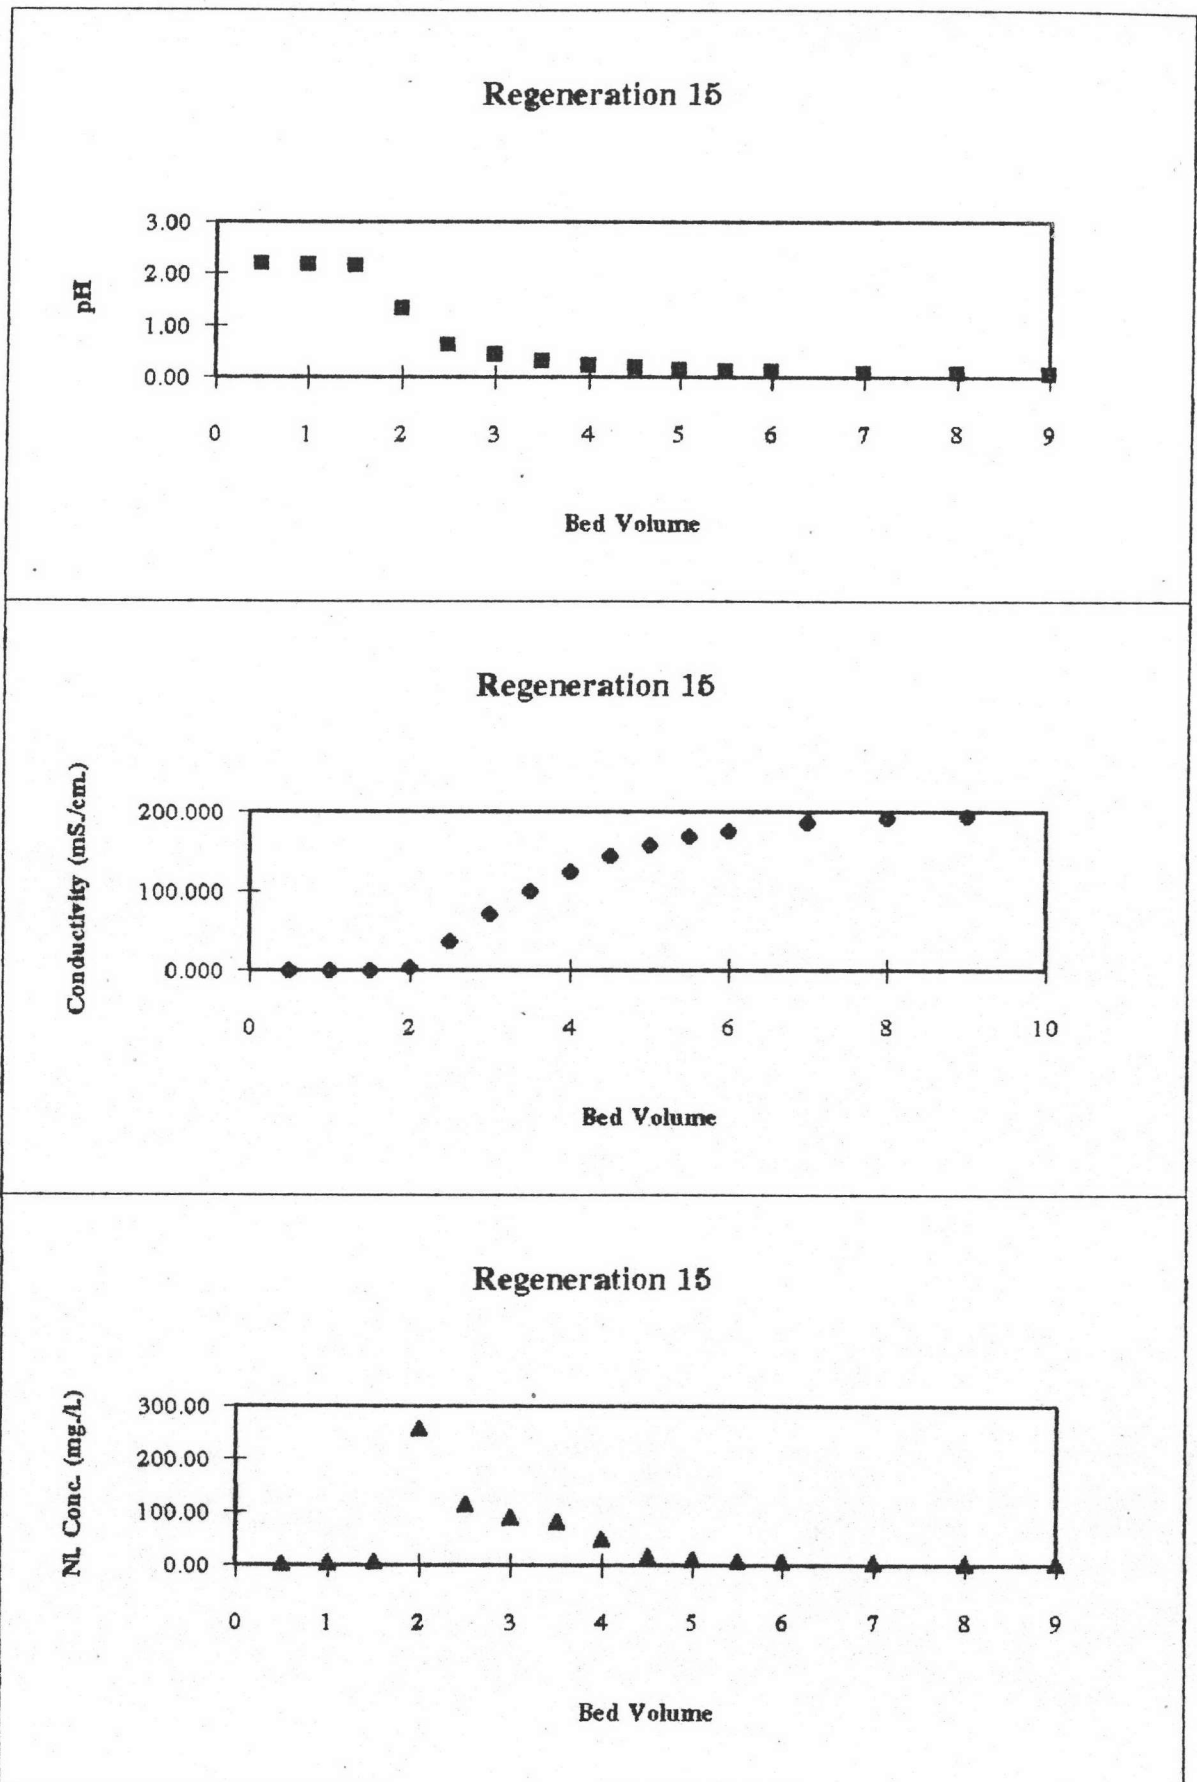 Regeneration 15
3.00
2.00
1.00
0.00
pH
0 1 2 3 4 5 6 7 8 9
Bed Volume
Regeneration 15
200.000
100.000
0.000
Conductivity (mS./cm.)
0 2 4 6 8 10
Bed Volume
Regeneration 15
300.00
200.00
100.00
0.00
Ni. Conc. (mg./l.)
0 1 2 3 4 5 6 7 8 9
Bed Volume